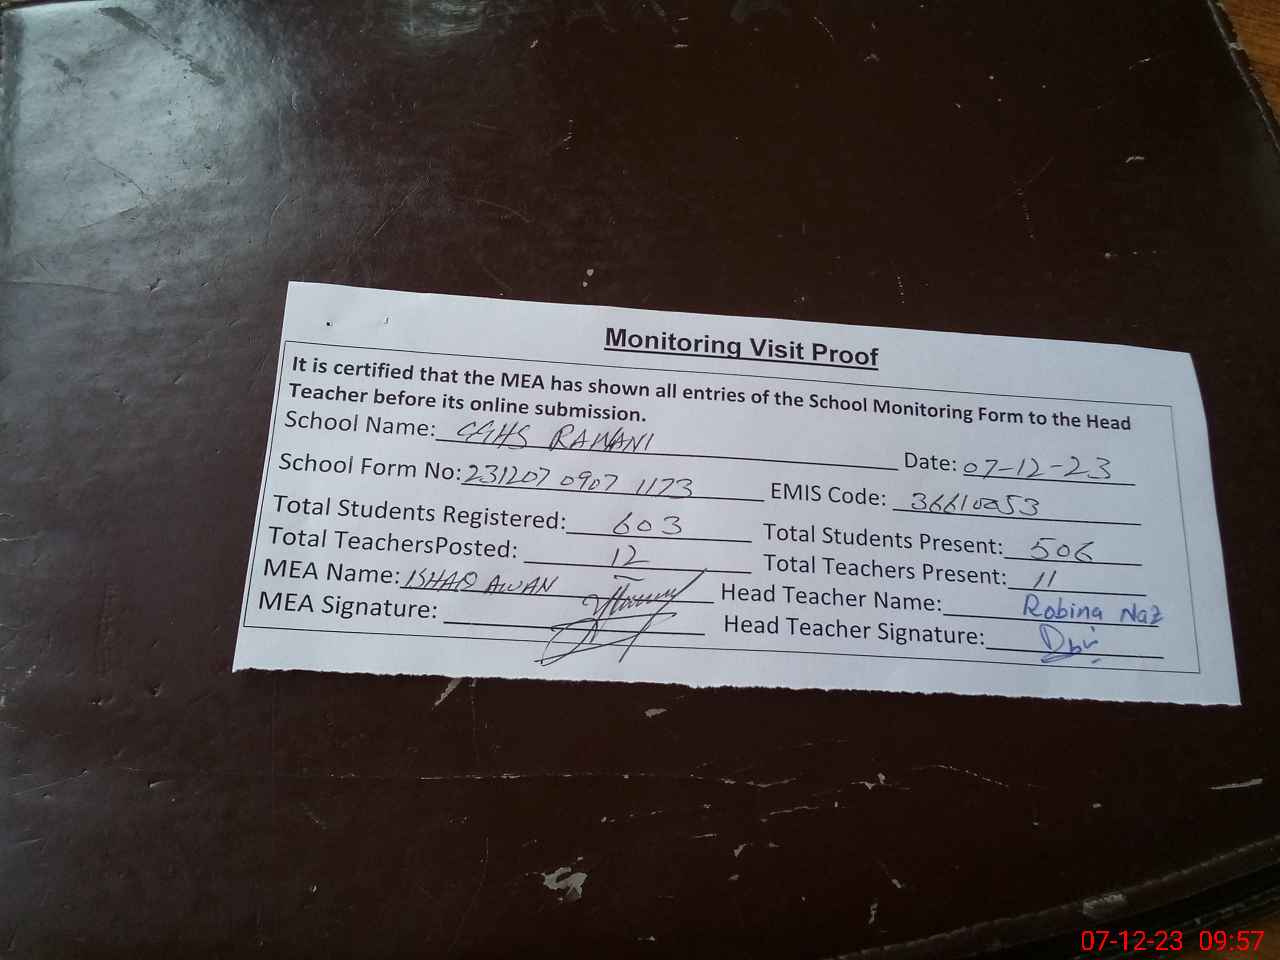 Monitoring Visit Proof
It is certified that the MEA has shown all entries of the School Monitoring Form to the Head
Teacher before its online submission.
School Name: GGHS RAWANI Date: 07-12-23
School Form No: 231207 0907 1173 EMIS Code: 36610053
Total Students Registered: 603 Total Students Present: 506
Total TeachersPosted: 12 Total Teachers Present: 11
MEA Name: ISHAQ AWAN Head Teacher Name: Robina Naz
MEA Signature: Head Teacher Signature:
07-12-23 09:57